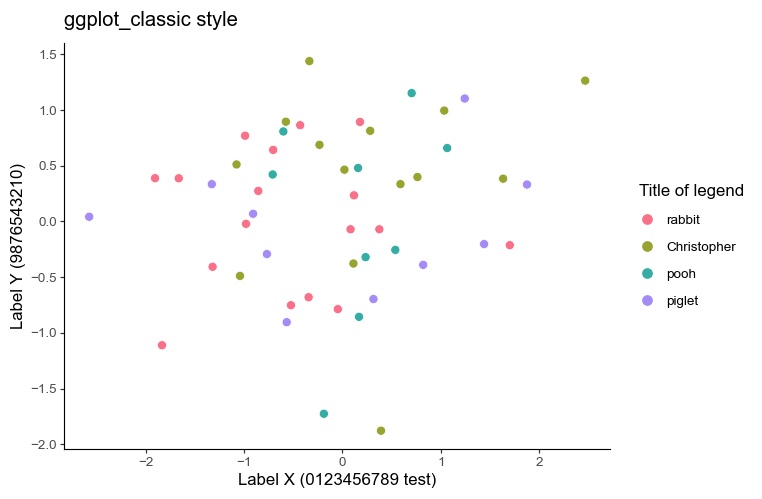 ggplot_classic style
1.5
1.0
0.5
0.0
−0.5
−1.0
−1.5
−2.0
Label Y (9876543210)
−2
−1
0
1
2
Label X (0123456789 test)
Title of legend
rabbit
Christopher
pooh
piglet